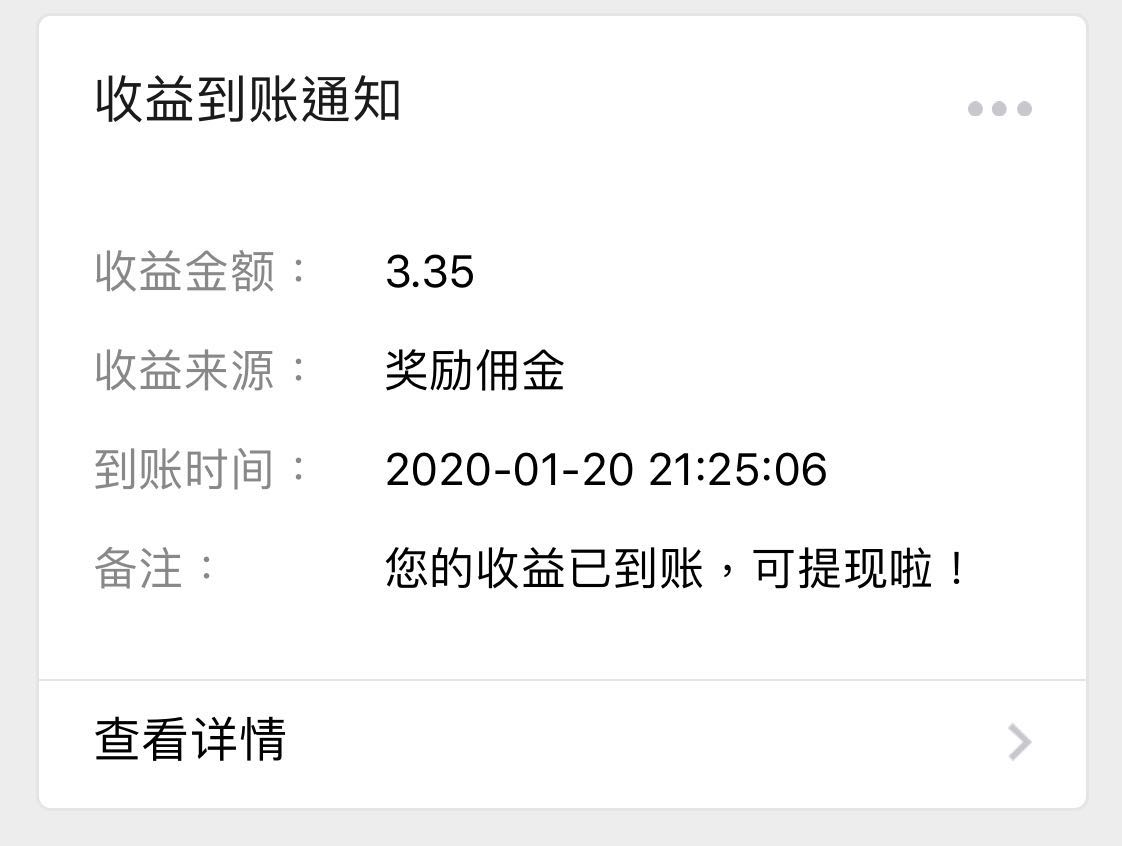 收益到账通知
收益金额： 3.35
收益来源： 奖励佣金
到账时间： 2020-01-20 21:25:06
备注： 您的收益已到账，可提现啦！
查看详情